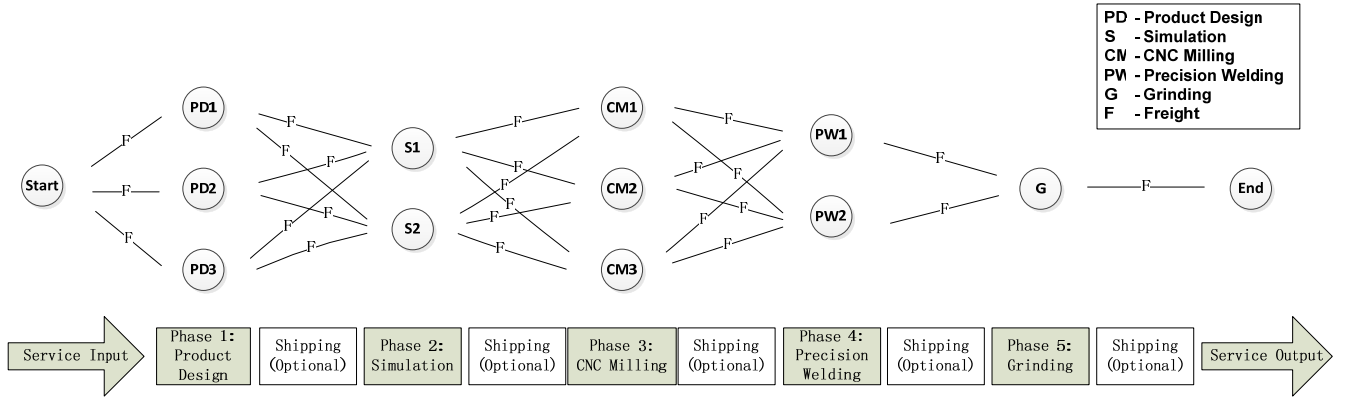 PD - Product Design
S - Simulation
CM - CNC Milling
PW - Precision Welding
G - Grinding
F - Freight
Start
F
F
F
PD1
PD2
PD3
F
F
F
F
F
F
S1
S2
F
F
F
F
F
F
CM1
CM2
CM3
F
F
F
F
F
F
PW1
PW2
F
F
G
F
End
Service Input
Phase 1:
Product
Design
Shipping
(Optional)
Phase 2:
Simulation
Shipping
(Optional)
Phase 3:
CNC Milling
Shipping
(Optional)
Phase 4:
Precision
Welding
Shipping
(Optional)
Phase 5:
Grinding
Shipping
(Optional)
Service Output